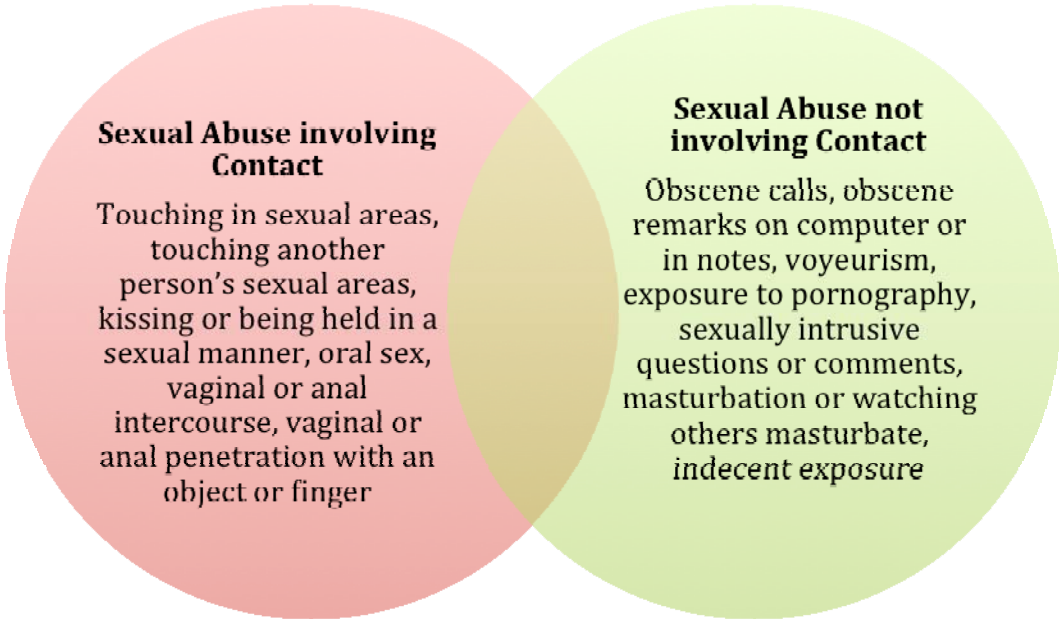 Sexual Abuse involving
Contact
Touching in sexual areas,
touching another
person's sexual areas,
kissing or being held in a
sexual manner, oral sex,
vaginal or anal
intercourse, vaginal or
anal penetration with an
object or finger
Sexual Abuse not
involving Contact
Obscene calls, obscene
remarks on computer or
in notes, voyeurism,
exposure to pornography,
sexually intrusive
questions or comments,
masturbation or watching
others masturbate,
indecent exposure